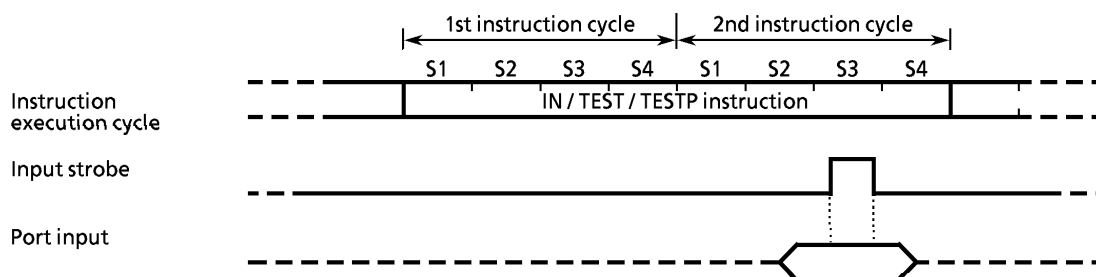 1st instruction cycle 2nd instruction cycle
S1 S2 S3 S4 S1 S2 S3 S4
Instruction
execution cycle
IN / TEST / TESTP instruction
Input strobe
Port input